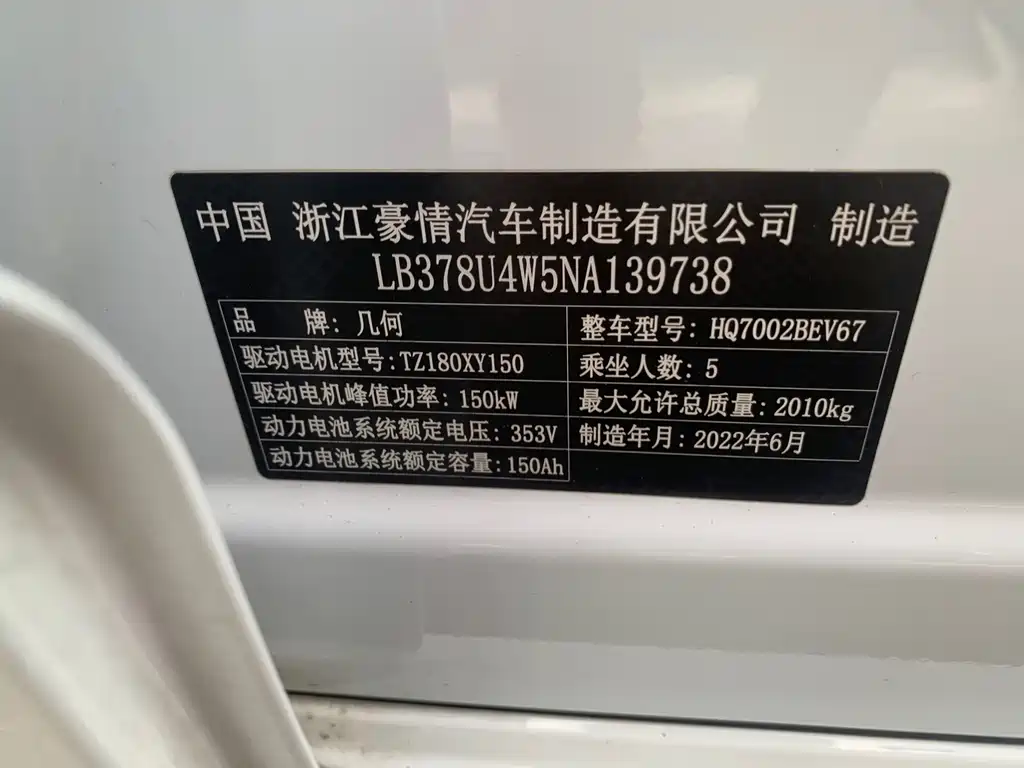 中国 浙江豪情汽车制造有限公司 制造
LB378U4W5NA139738
品 牌: 几何
整车型号: HQ7002BEV67
驱动电机型号:TZ180XY150
乘坐人数: 5
驱动电机峰值功率: 150kW
最大允许总质量: 2010kg
动力电池系统额定电压: 353V
制造年月: 2022年6月
动力电池系统额定容量: 150Ah